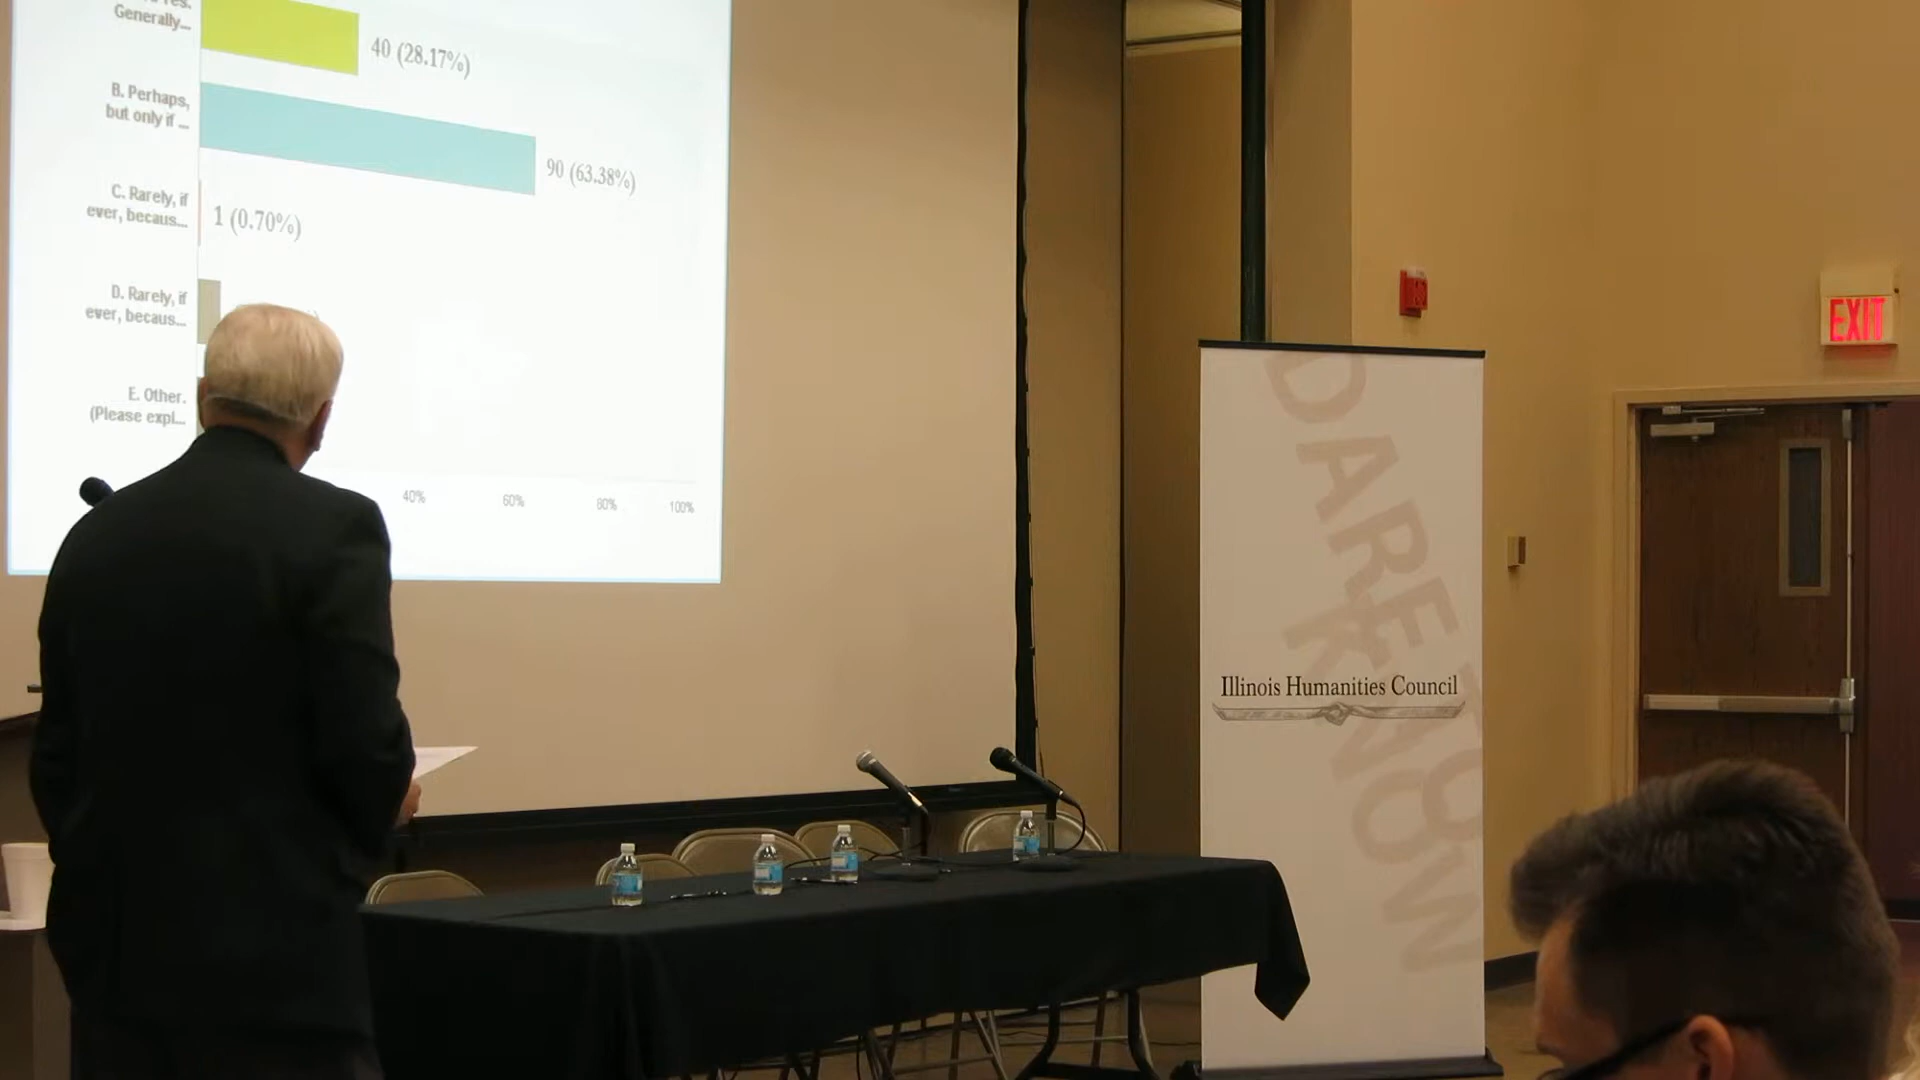 Yes.
Generally...
40 (28.17%)
B. Perhaps,
but only if ...
90 (63.38%)
C. Rarely, if
ever, becaus...
1 (0.70%)
D. Rarely, if
ever, becaus...
E. Other.
(Please expl...
40%
60%
80%
100%
DARE TO
KNOW
Illinois Humanities Council
EXIT